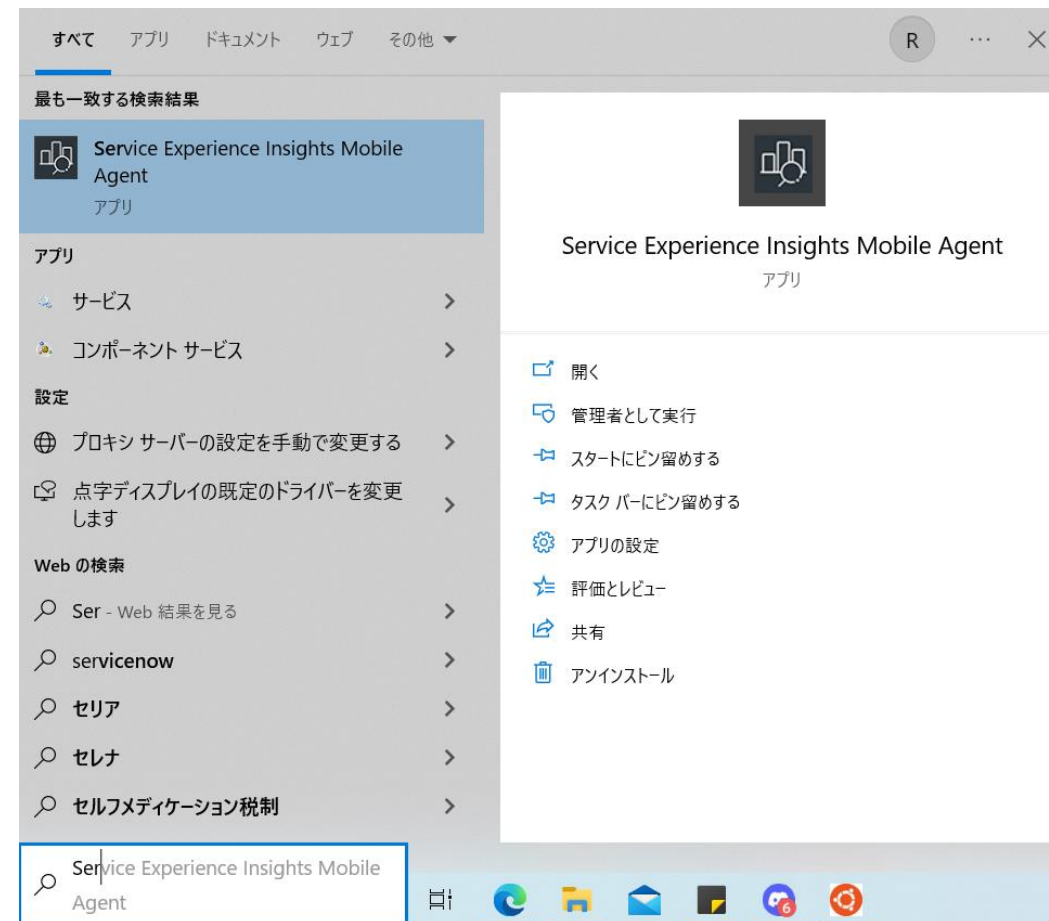 すべて アプリ ドキュメント ウェブ その他
R
最も一致する検索結果
Service Experience Insights Mobile
Agent
アプリ
アプリ
サービス
コンポーネント サービス
設定
プロキシ サーバーの設定を手動で変更する
点字ディスプレイの既定のドライバーを変更
します
Web の検索
Ser - Web 結果を見る
servicenow
セリア
セレナ
セルフメディケーション税制
Service Experience Insights Mobile
Agent
Service Experience Insights Mobile Agent
アプリ
開く
管理者として実行
スタートにピン留めする
タスク バーにピン留めする
アプリの設定
評価とレビュー
共有
アンインストール
6